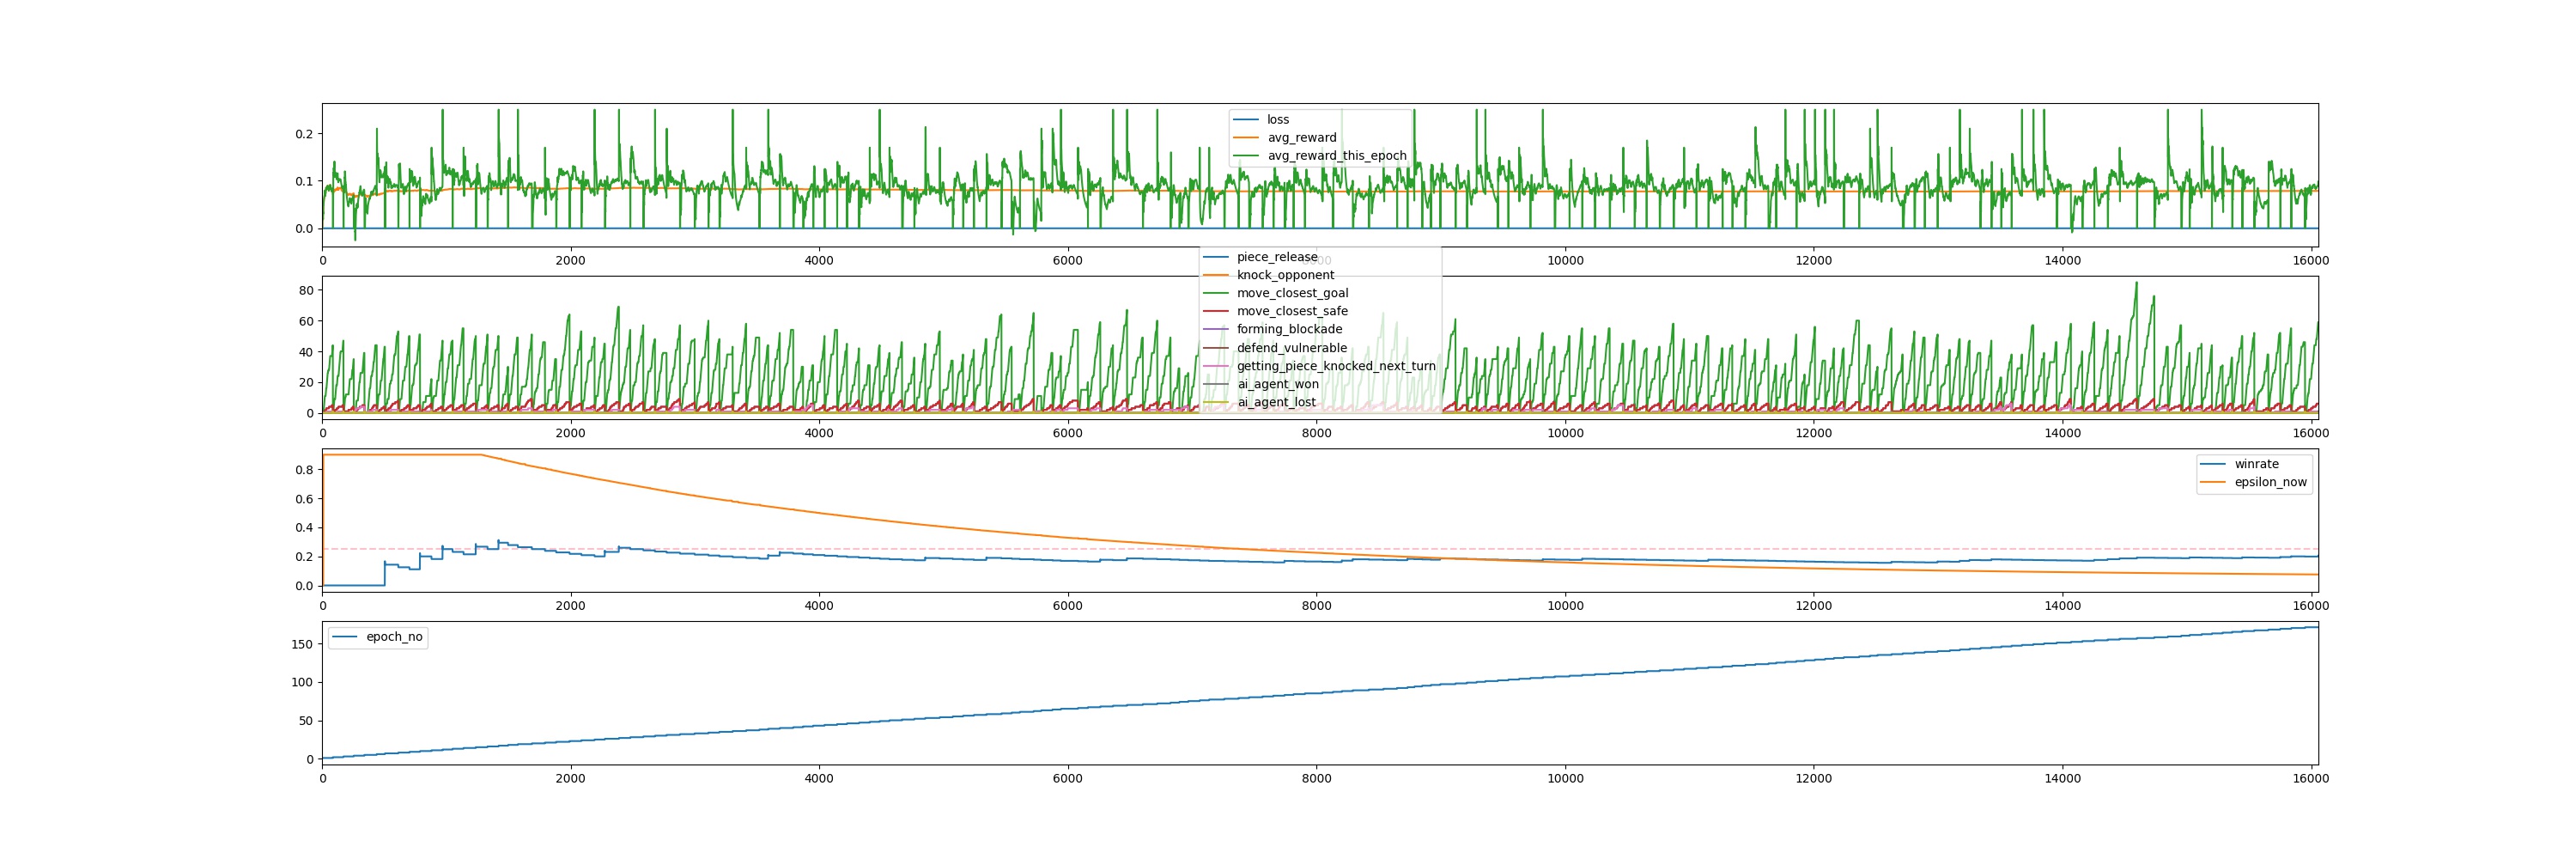 0.2
0.1
0.0
loss
avg_reward
avg_reward_this_epoch
0 2000 4000 6000 8000 10000 12000 14000 16000
80
60
40
20
0
piece_release
knock_opponent
move_closest_goal
move_closest_safe
forming_blockade
defend_vulnerable
getting_piece_knocked_next_turn
ai_agent_won
ai_agent_lost
0 2000 4000 6000 8000 10000 12000 14000 16000
0.8
0.6
0.4
0.2
0.0
winrate
epsilon_now
0 2000 4000 6000 8000 10000 12000 14000 16000
150
100
50
0
epoch_no
0 2000 4000 6000 8000 10000 12000 14000 16000